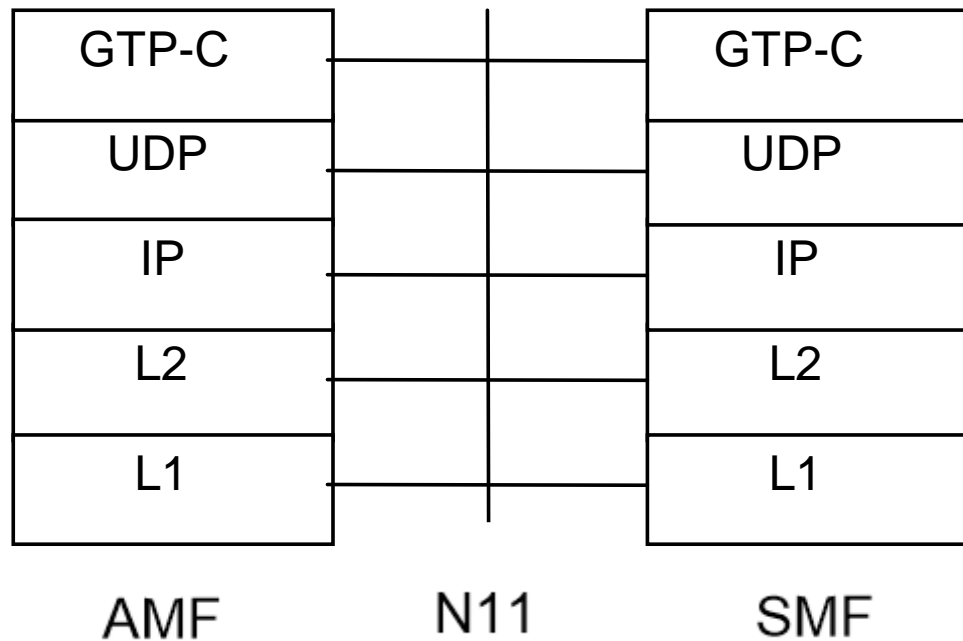 GTP-C GTP-C
UDP UDP
IP IP
L2 L2
L1 L1
AMF N11 SMF